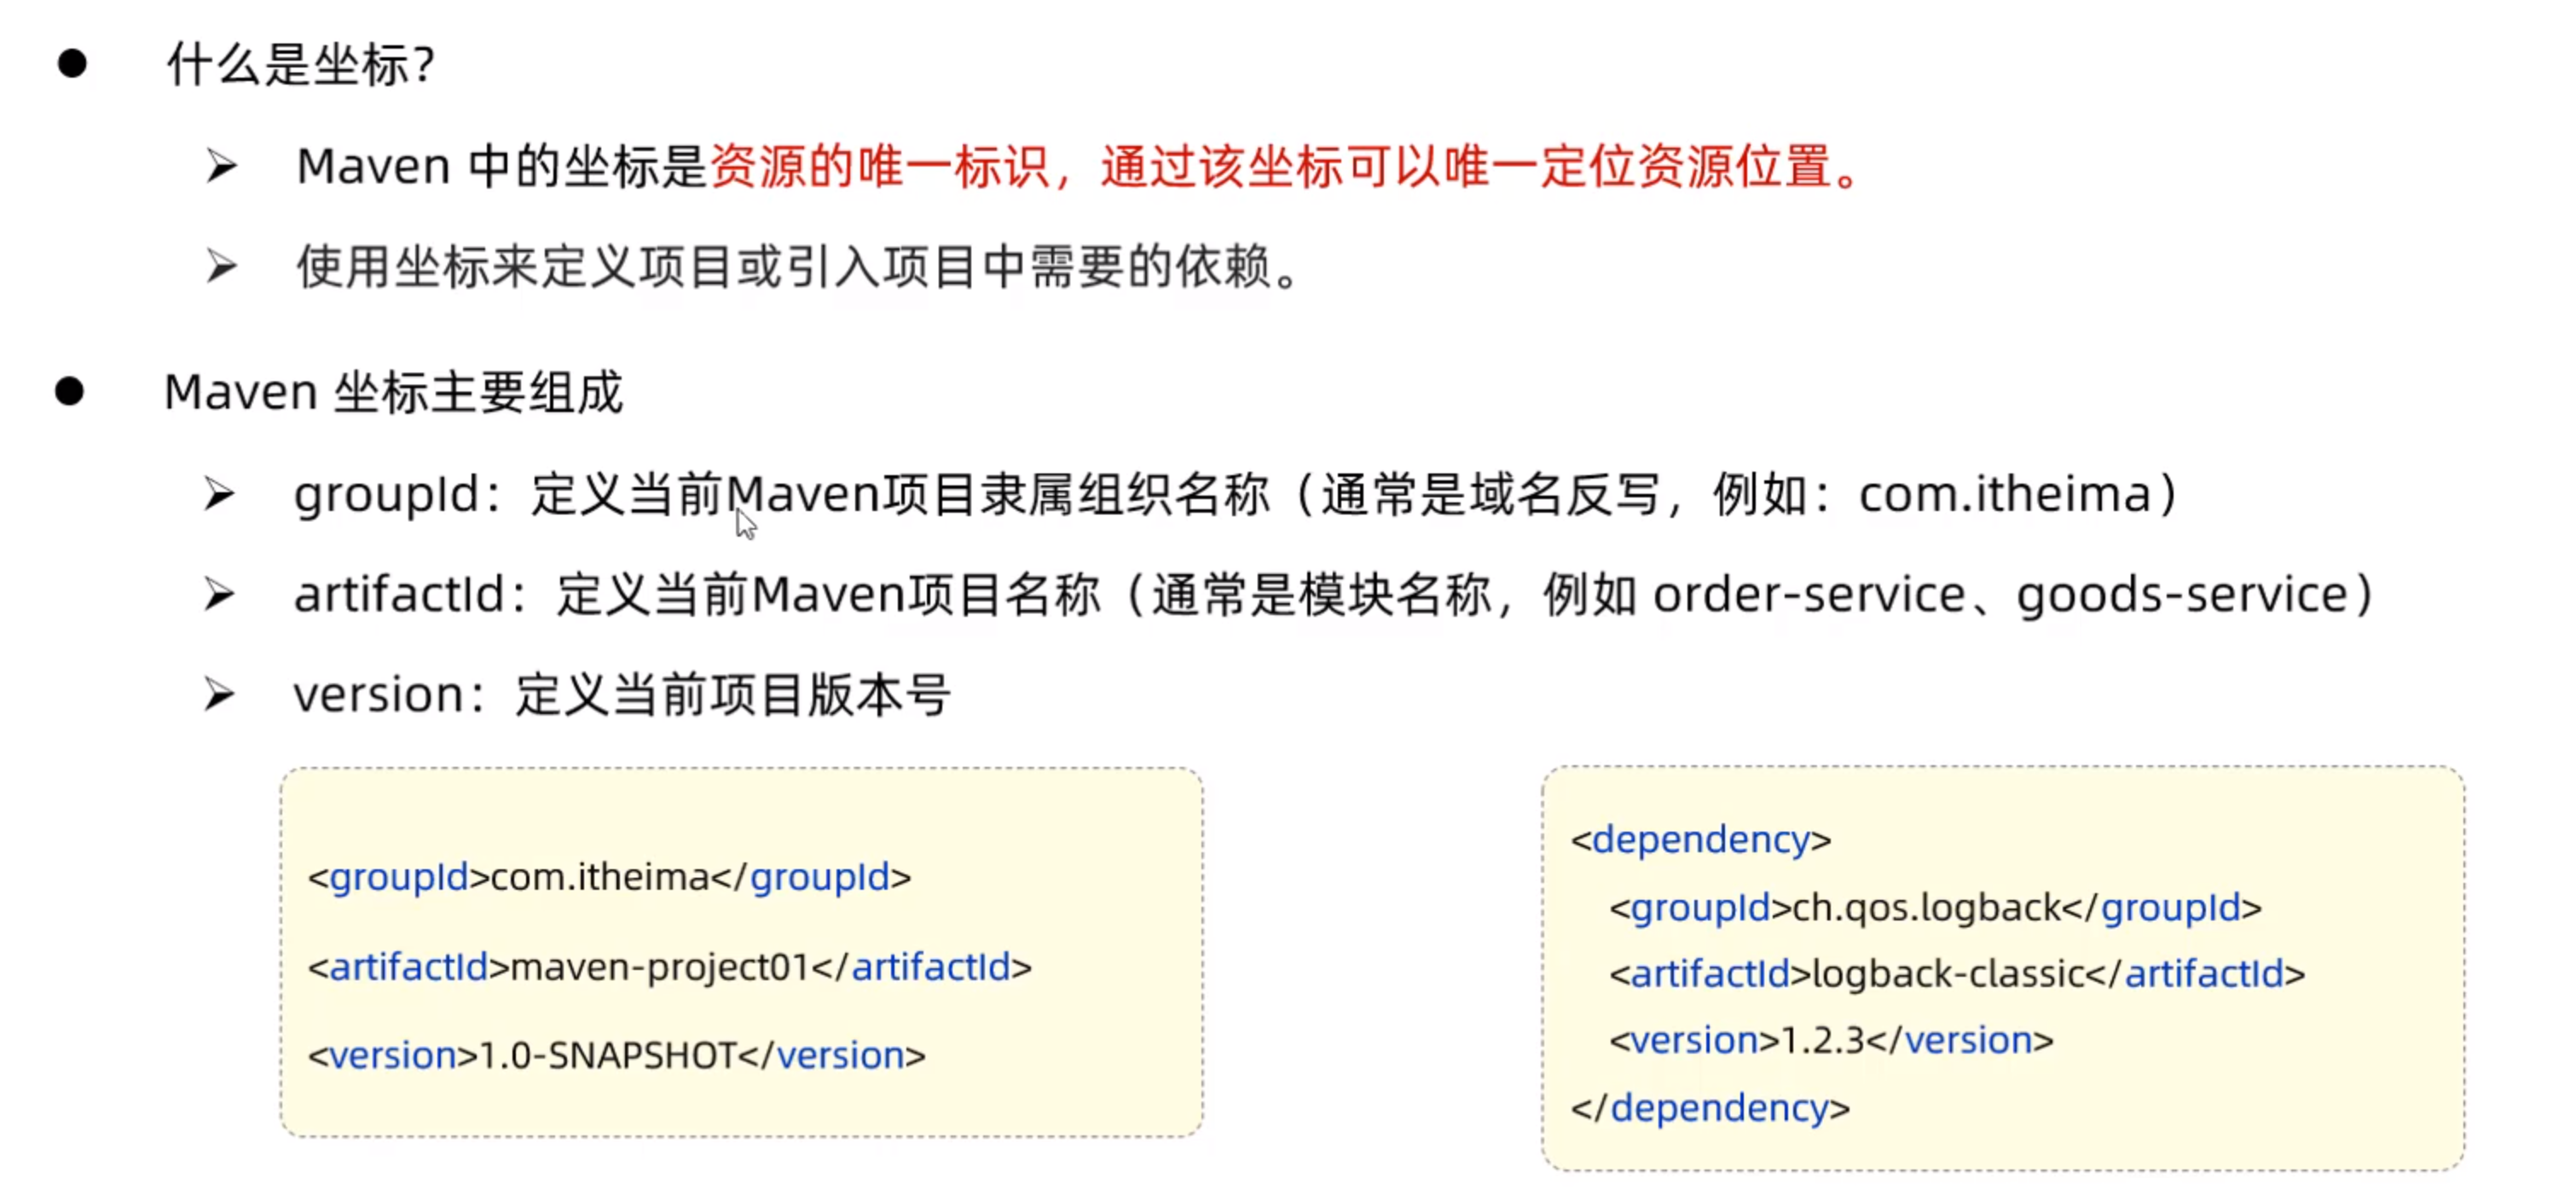 什么是坐标？
Maven 中的坐标是资源的唯一标识，通过该坐标可以唯一定位资源位置。
使用坐标来定义项目或引入项目中需要的依赖。
Maven 坐标主要组成
groupId：定义当前Maven项目隶属组织名称（通常是域名反写，例如：com.itheima）
artifactId：定义当前Maven项目名称（通常是模块名称，例如 order-service、goods-service）
version：定义当前项目版本号
<groupId>com.itheima</groupId>
<artifactId>maven-project01</artifactId>
<version>1.0-SNAPSHOT</version>
<dependency>
<groupId>ch.qos.logback</groupId>
<artifactId>logback-classic</artifactId>
<version>1.2.3</version>
</dependency>